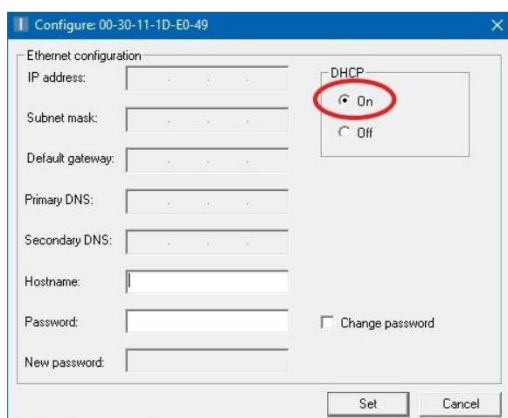 Configure: 00-30-11-1D-E0-49
Ethernet configuration
IP address:
Subnet mask:
Default gateway:
Primary DNS:
Secondary DNS:
Hostname:
Password:
New password:
DHCP
On
Off
Change password
Set
Cancel